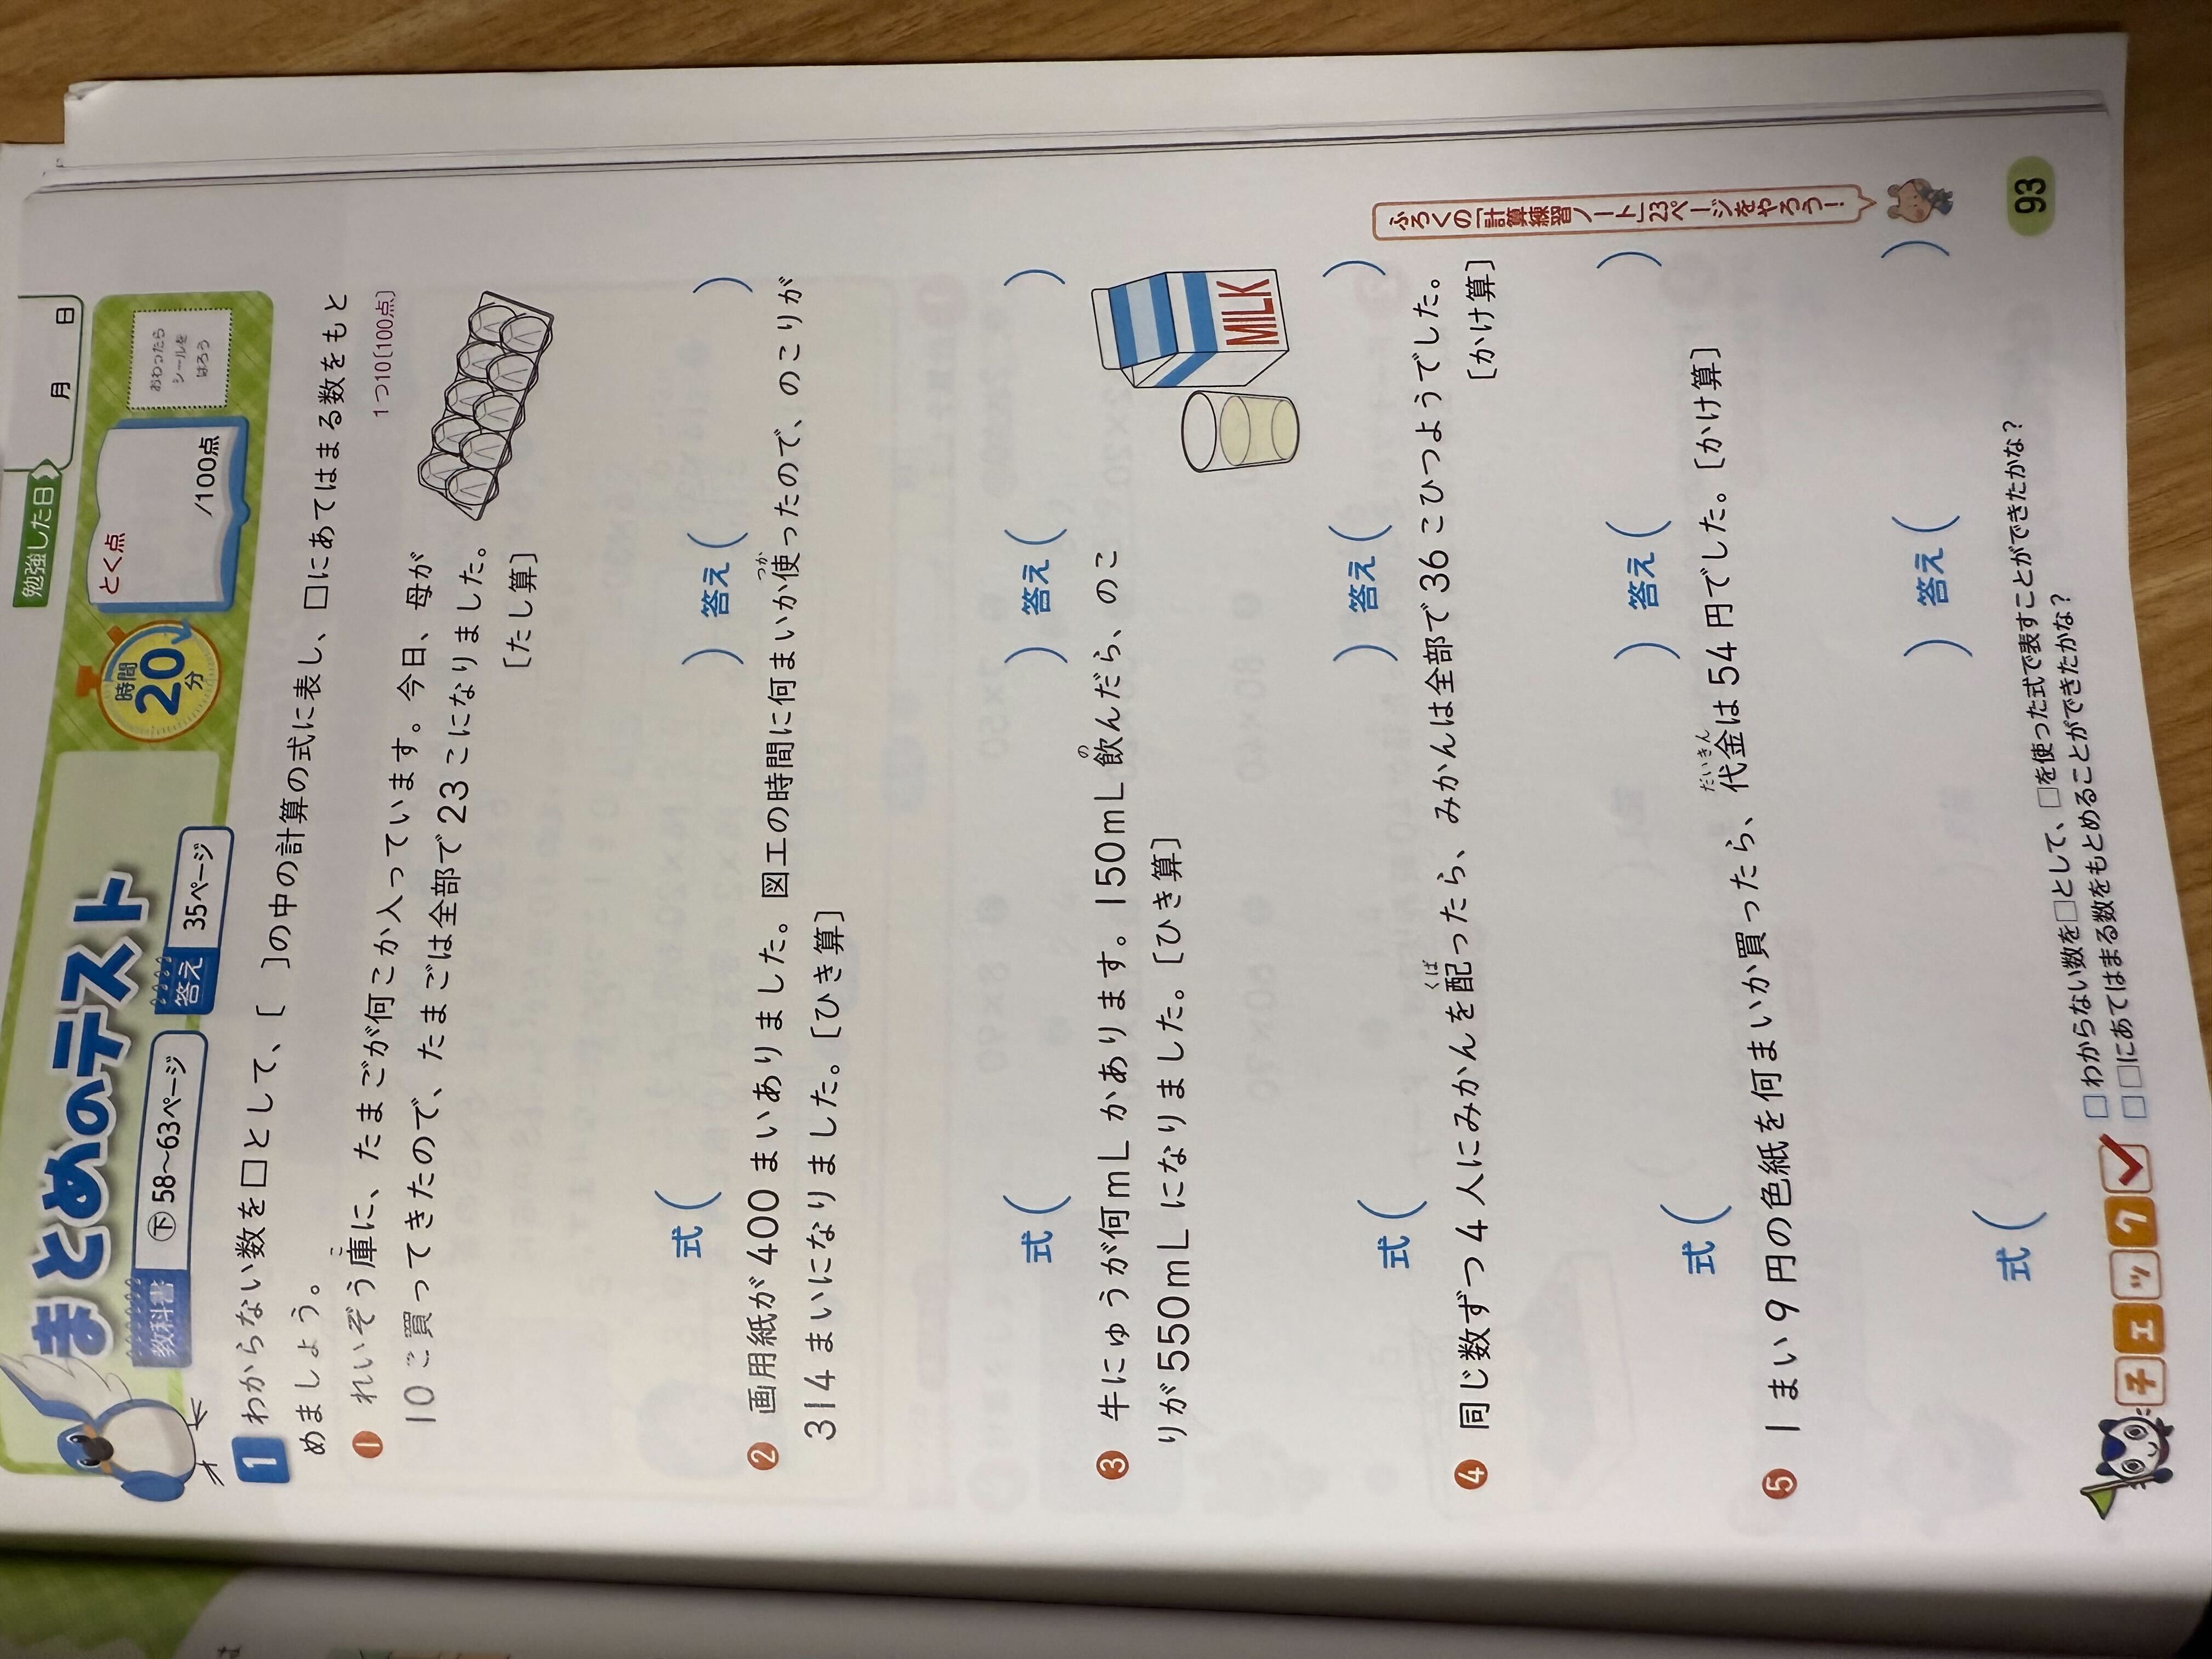 勉強した日
月 日
まとめのテスト
教科書 ㊦58〜63ページ
答え 35ページ
時間 20 分
とく点
/100点
おわったら
シールを
はろう
1 わからない数を□として、[ ]の中の計算の式に表し、□にあてはまる数をもと
めましょう。
1つ10〔100点〕
❶ れいぞう庫に、たまごが何こか入っています。今日、母が
こ
10こ買ってきたので、たまごは全部で23こになりました。
[たし算]
式( ) 答え( )
❷ 画用紙が400まいありました。図工の時間に何まいか使ったので、のこりが
つか
314まいになりました。[ひき算]
式( ) 答え( )
❸ 牛にゅうが何mLかあります。150mL飲んだら、のこ
の
りが550mLになりました。[ひき算]
MILK
式( ) 答え( )
❹ 同じ数ずつ4人にみかんを配ったら、みかんは全部で36こひつようでした。
くば
[かけ算]
式( ) 答え( )
❺ 1まい9円の色紙を何まいか買ったら、代金は54円でした。[かけ算]
だいきん
式( ) 答え( )
ふろくの「計算練習ノート」23ページをやろう!
チェック
□わからない数を□として、□を使った式で表すことができたかな?
□□にあてはまる数をもとめることができたかな?
93